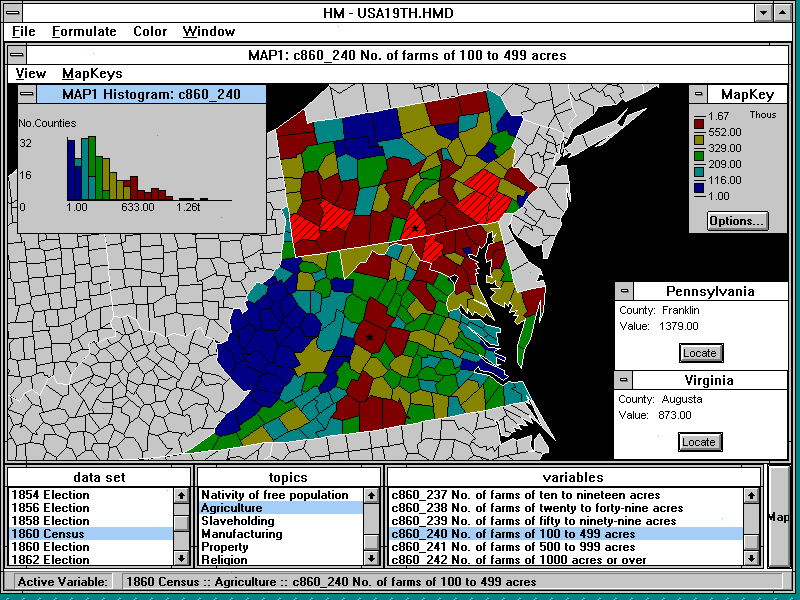 HM - USA19TH.HMD
File Formulate Color Window
MAP1: c860_240 No. of farms of 100 to 499 acres
View MapKeys
MAP1 Histogram: c860_240
No.Counties
32
16
0
1.00 633.00 1.26t
MapKey
Thous
1.67
552.00
329.00
209.00
116.00
1.00
Options...
Pennsylvania
County: Franklin
Value: 1379.00
Locate
Virginia
County: Augusta
Value: 873.00
Locate
data set
1854 Election
1856 Election
1858 Election
1860 Census
1860 Election
1862 Election
topics
Nativity of free population
Agriculture
Slaveholding
Manufacturing
Property
Religion
variables
c860_237 No. of farms of ten to nineteen acres
c860_238 No. of farms of twenty to forty-nine acres
c860_239 No. of farms of fifty to ninety-nine acres
c860_240 No. of farms of 100 to 499 acres
c860_241 No. of farms of 500 to 999 acres
c860_242 No. of farms of 1000 acres or over
Map
Active Variable: 1860 Census :: Agriculture :: c860_240 No. of farms of 100 to 499 acres